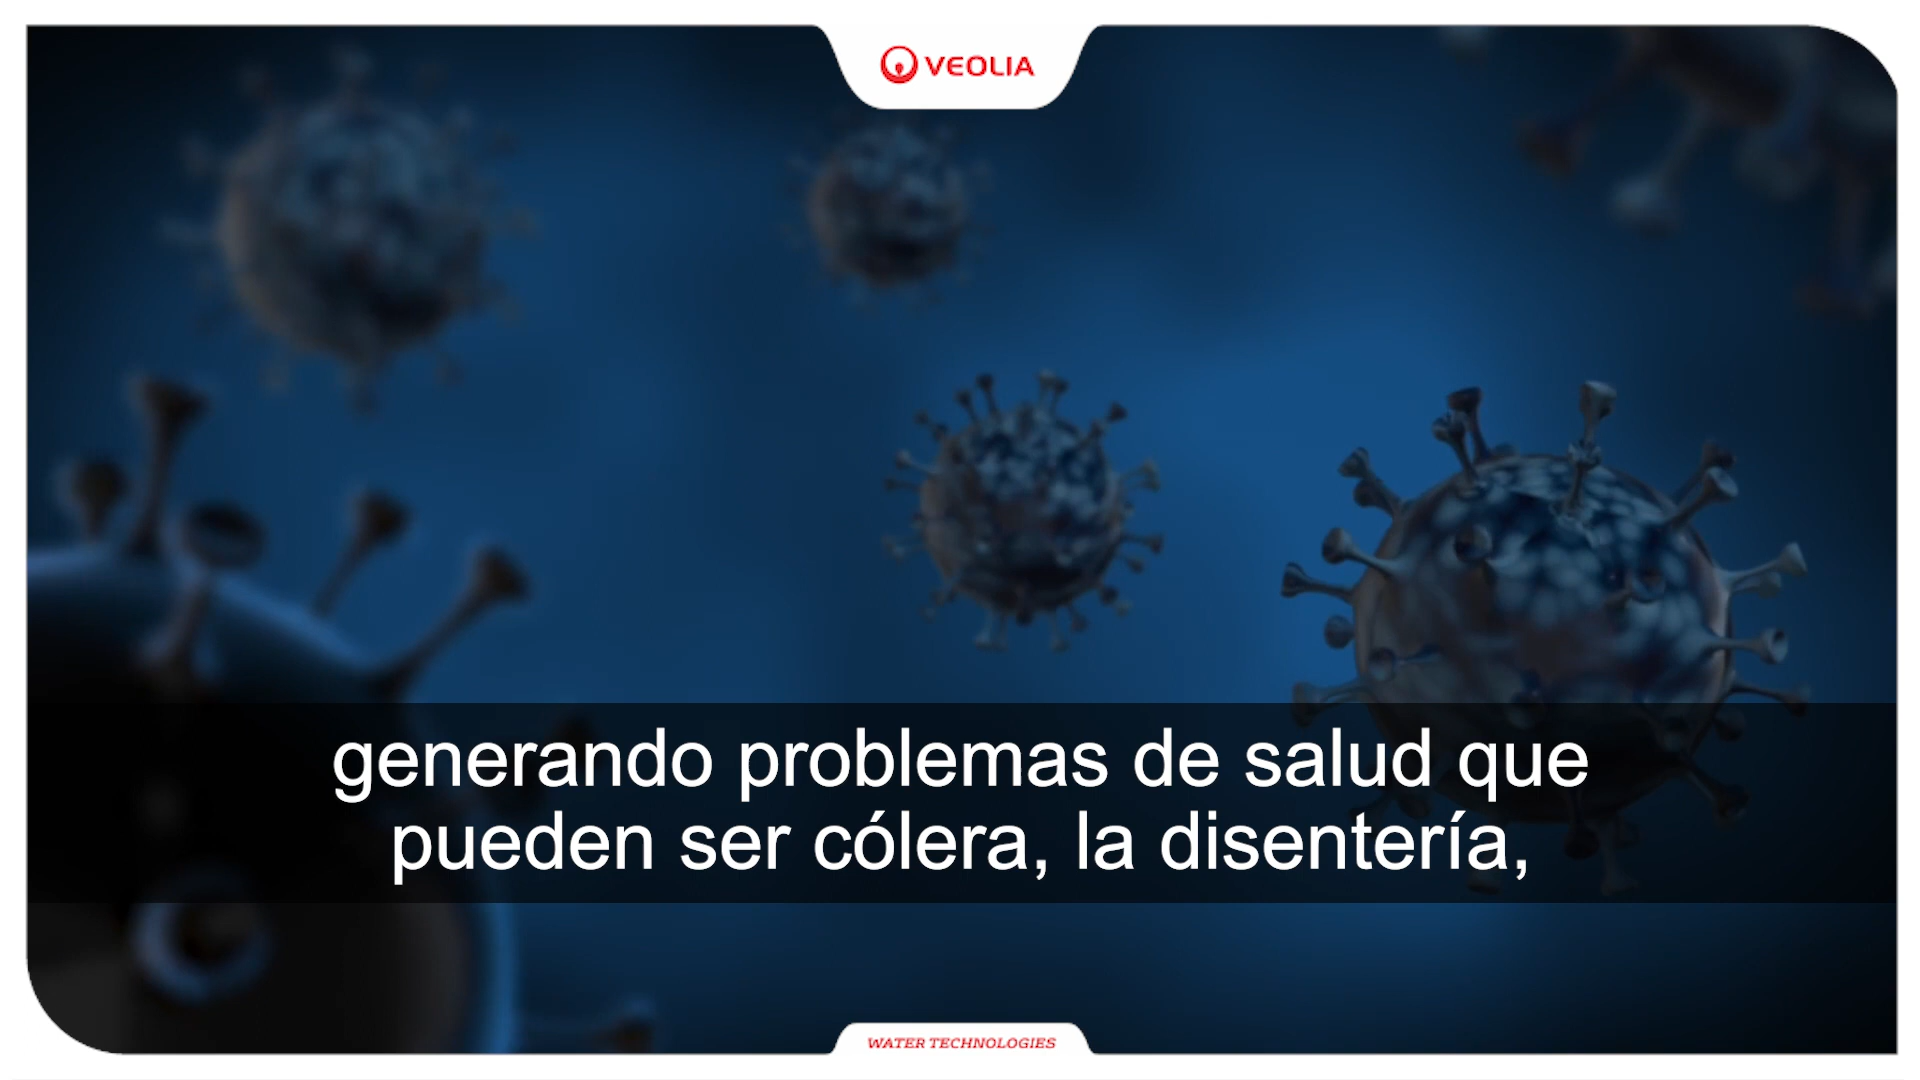 VEOLIA
generando problemas de salud que
pueden ser cólera, la disentería,
WATER TECHNOLOGIES